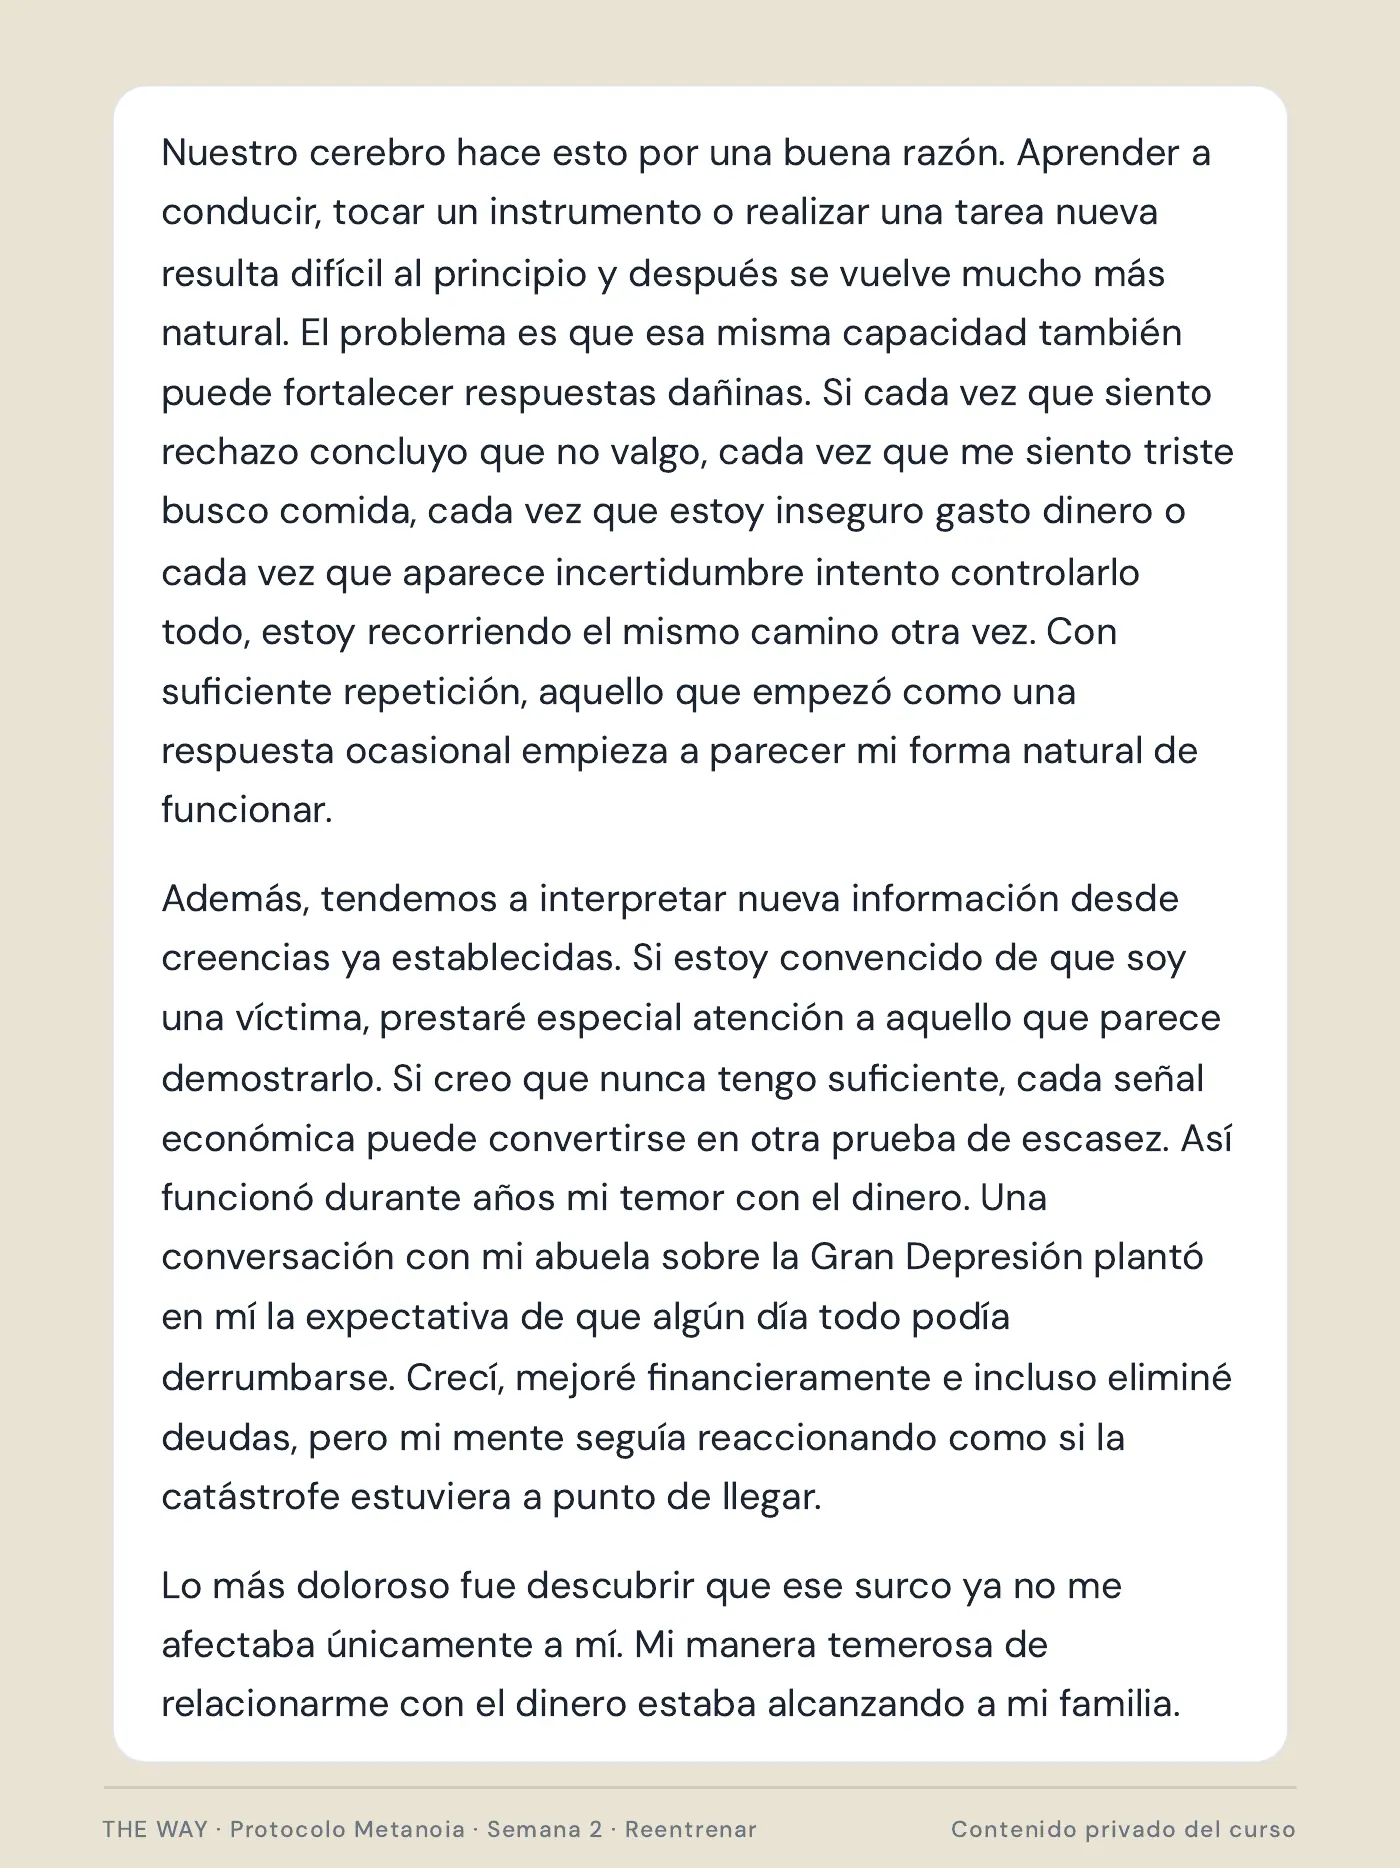 Nuestro cerebro hace esto por una buena razón. Aprender a
conducir, tocar un instrumento o realizar una tarea nueva
resulta difícil al principio y después se vuelve mucho más
natural. El problema es que esa misma capacidad también
puede fortalecer respuestas dañinas. Si cada vez que siento
rechazo concluyo que no valgo, cada vez que me siento triste
busco comida, cada vez que estoy inseguro gasto dinero o
cada vez que aparece incertidumbre intento controlarlo
todo, estoy recorriendo el mismo camino otra vez. Con
suficiente repetición, aquello que empezó como una
respuesta ocasional empieza a parecer mi forma natural de
funcionar.
Además, tendemos a interpretar nueva información desde
creencias ya establecidas. Si estoy convencido de que soy
una víctima, prestaré especial atención a aquello que parece
demostrarlo. Si creo que nunca tengo suficiente, cada señal
económica puede convertirse en otra prueba de escasez. Así
funcionó durante años mi temor con el dinero. Una
conversación con mi abuela sobre la Gran Depresión plantó
en mí la expectativa de que algún día todo podía
derrumbarse. Crecí, mejoré financieramente e incluso eliminé
deudas, pero mi mente seguía reaccionando como si la
catástrofe estuviera a punto de llegar.
Lo más doloroso fue descubrir que ese surco ya no me
afectaba únicamente a mí. Mi manera temerosa de
relacionarme con el dinero estaba alcanzando a mi familia.
THE WAY · Protocolo Metanoia · Semana 2 · Reentrenar
Contenido privado del curso